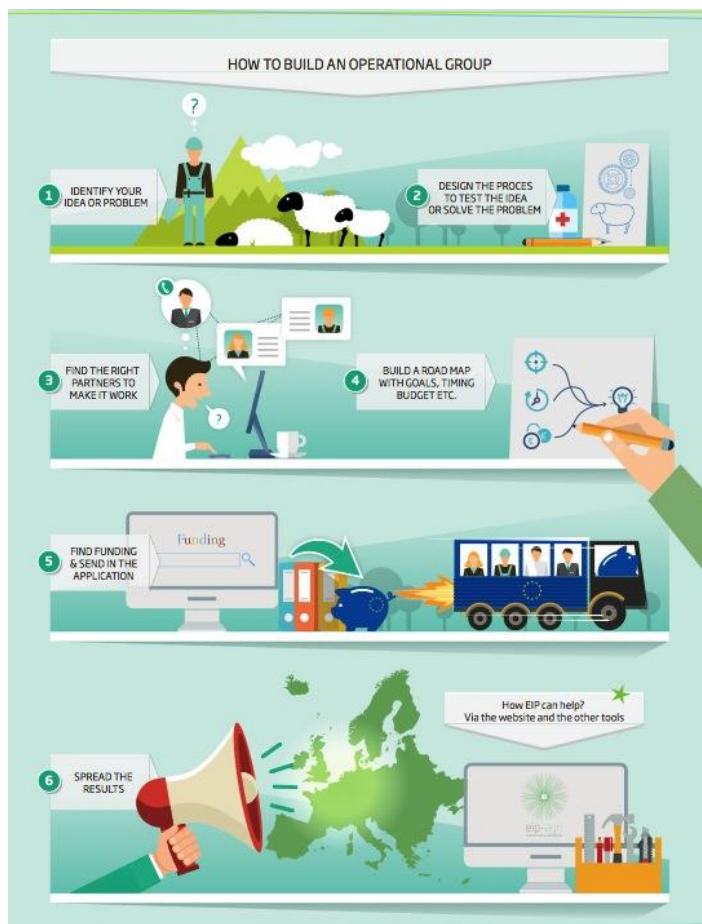 HOW TO BUILD AN OPERATIONAL GROUP
?
1
IDENTIFY YOUR
IDEA OR PROBLEM
2
DESIGN THE PROCES
TO TEST THE IDEA
OR SOLVE THE PROBLEM
3
FIND THE RIGHT
PARTNERS TO
MAKE IT WORK
?
4
BUILD A ROAD MAP
WITH GOALS, TIMING
BUDGET ETC.
5
FIND FUNDING
& SEND IN THE
APPLICATION
Funding
How EIP can help?
Via the website and the other tools
6
SPREAD THE
RESULTS
eip-agri